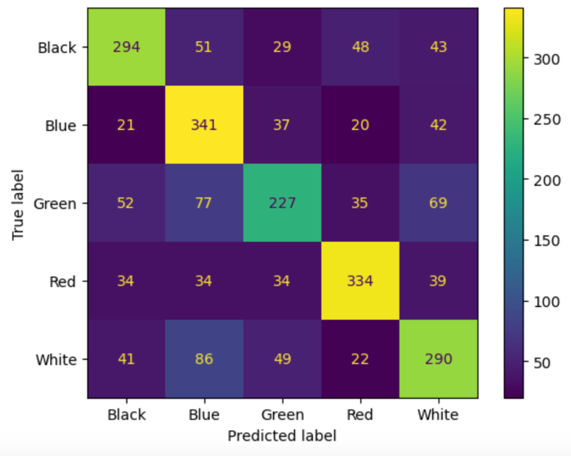 Black 294 51 29 48 43
Blue 21 341 37 20 42
Green 52 77 227 35 69
Red 34 34 34 334 39
White 41 86 49 22 290
Black Blue Green Red White
Predicted label
True label
300
250
200
150
100
50